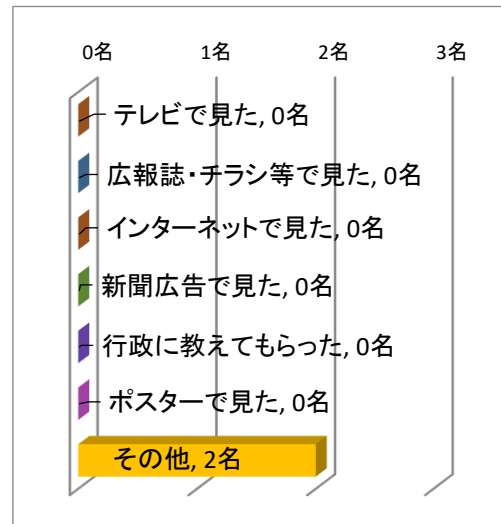 0名 1名 2名 3名
テレビで見た, 0名
広報誌・チラシ等で見た, 0名
インターネットで見た, 0名
新聞広告で見た, 0名
行政に教えてもらった, 0名
ポスターで見た, 0名
その他, 2名